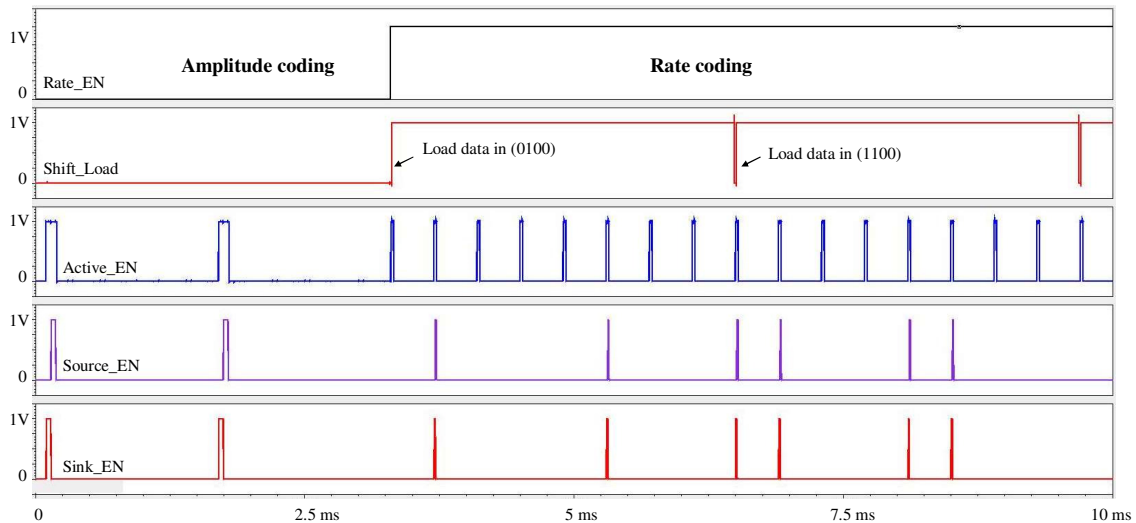 1V
Amplitude coding Rate coding
Rate_EN
0
1V
Load data in (0100) Load data in (1100)
Shift_Load
0
1V
Active_EN
0
1V
Source_EN
0
1V
Sink_EN
0
0 2.5 ms 5 ms 7.5 ms 10 ms